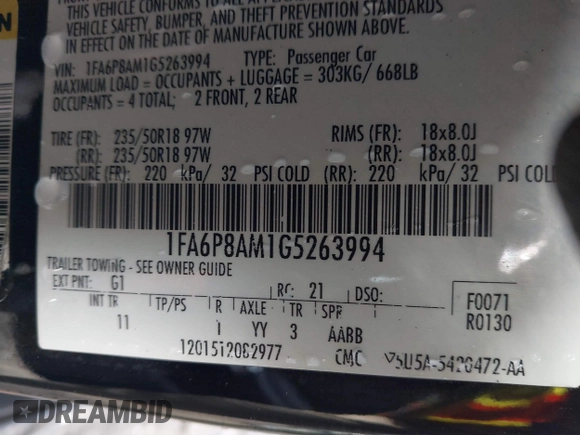 THIS VEHICLE CONFORMS TO ALL APPLICABLE FEDERAL MOTOR
VEHICLE SAFETY, BUMPER, AND THEFT PREVENTION STANDARDS
IN EFFECT ON THE DATE OF MANUFACTURE SHOWN ABOVE.
VIN: 1FA6P8AM1G5263994 TYPE: Passenger Car
MAXIMUM LOAD = OCCUPANTS + LUGGAGE = 303KG/ 668LB
OCCUPANTS = 4 TOTAL; 2 FRONT, 2 REAR
TIRE (FR): 235/50R18 97W RIMS (FR): 18x8.0J
(RR): 235/50R18 97W (RR): 18x8.0J
PRESSURE (FR): 220 kPa/ 32 PSI COLD (RR): 220 kPa/ 32 PSI COLD
1FA6P8AM1G5263994
TRAILER TOWING - SEE OWNER GUIDE
EXT PNT: G1 RC: 21 DSO: F0071
INT TR TP/PS R AXLE TR SPR R0130
11 I YY 3 AABB
1201512082977 CMC
DREAMBID